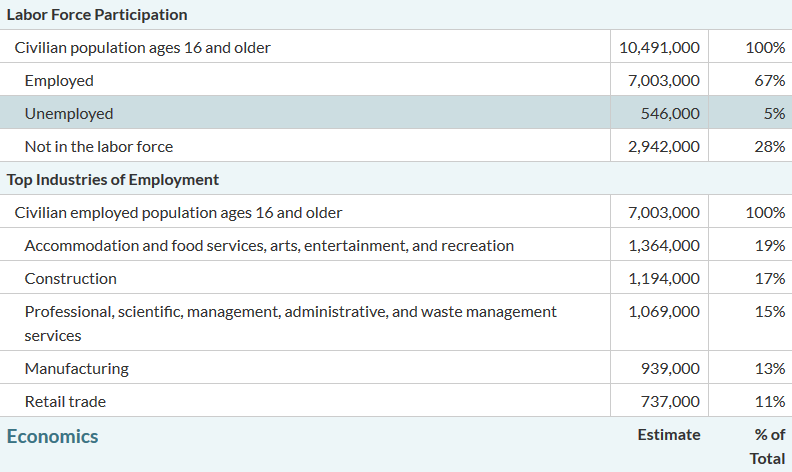 Labor Force Participation
Civilian population ages 16 and older 10,491,000 100%
Employed 7,003,000 67%
Unemployed 546,000 5%
Not in the labor force 2,942,000 28%
Top Industries of Employment
Civilian employed population ages 16 and older 7,003,000 100%
Accommodation and food services, arts, entertainment, and recreation 1,364,000 19%
Construction 1,194,000 17%
Professional, scientific, management, administrative, and waste management 1,069,000 15%
services
Manufacturing 939,000 13%
Retail trade 737,000 11%
Economics Estimate % of
Total